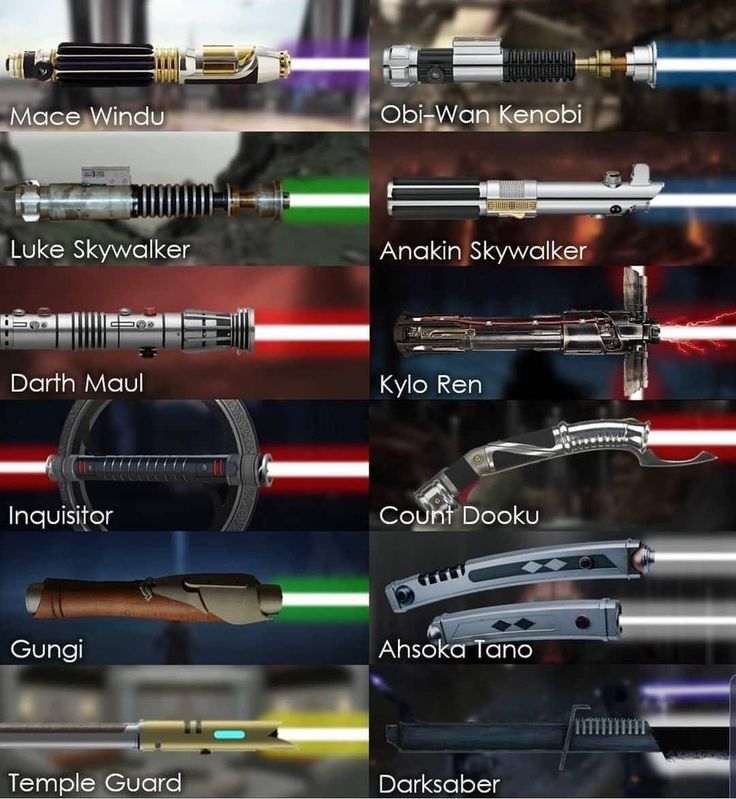 Mace Windu
Obi-Wan Kenobi
Luke Skywalker
Anakin Skywalker
Darth Maul
Kylo Ren
Inquisitor
Count Dooku
Gungi
Ahsoka Tano
Temple Guard
Darksaber